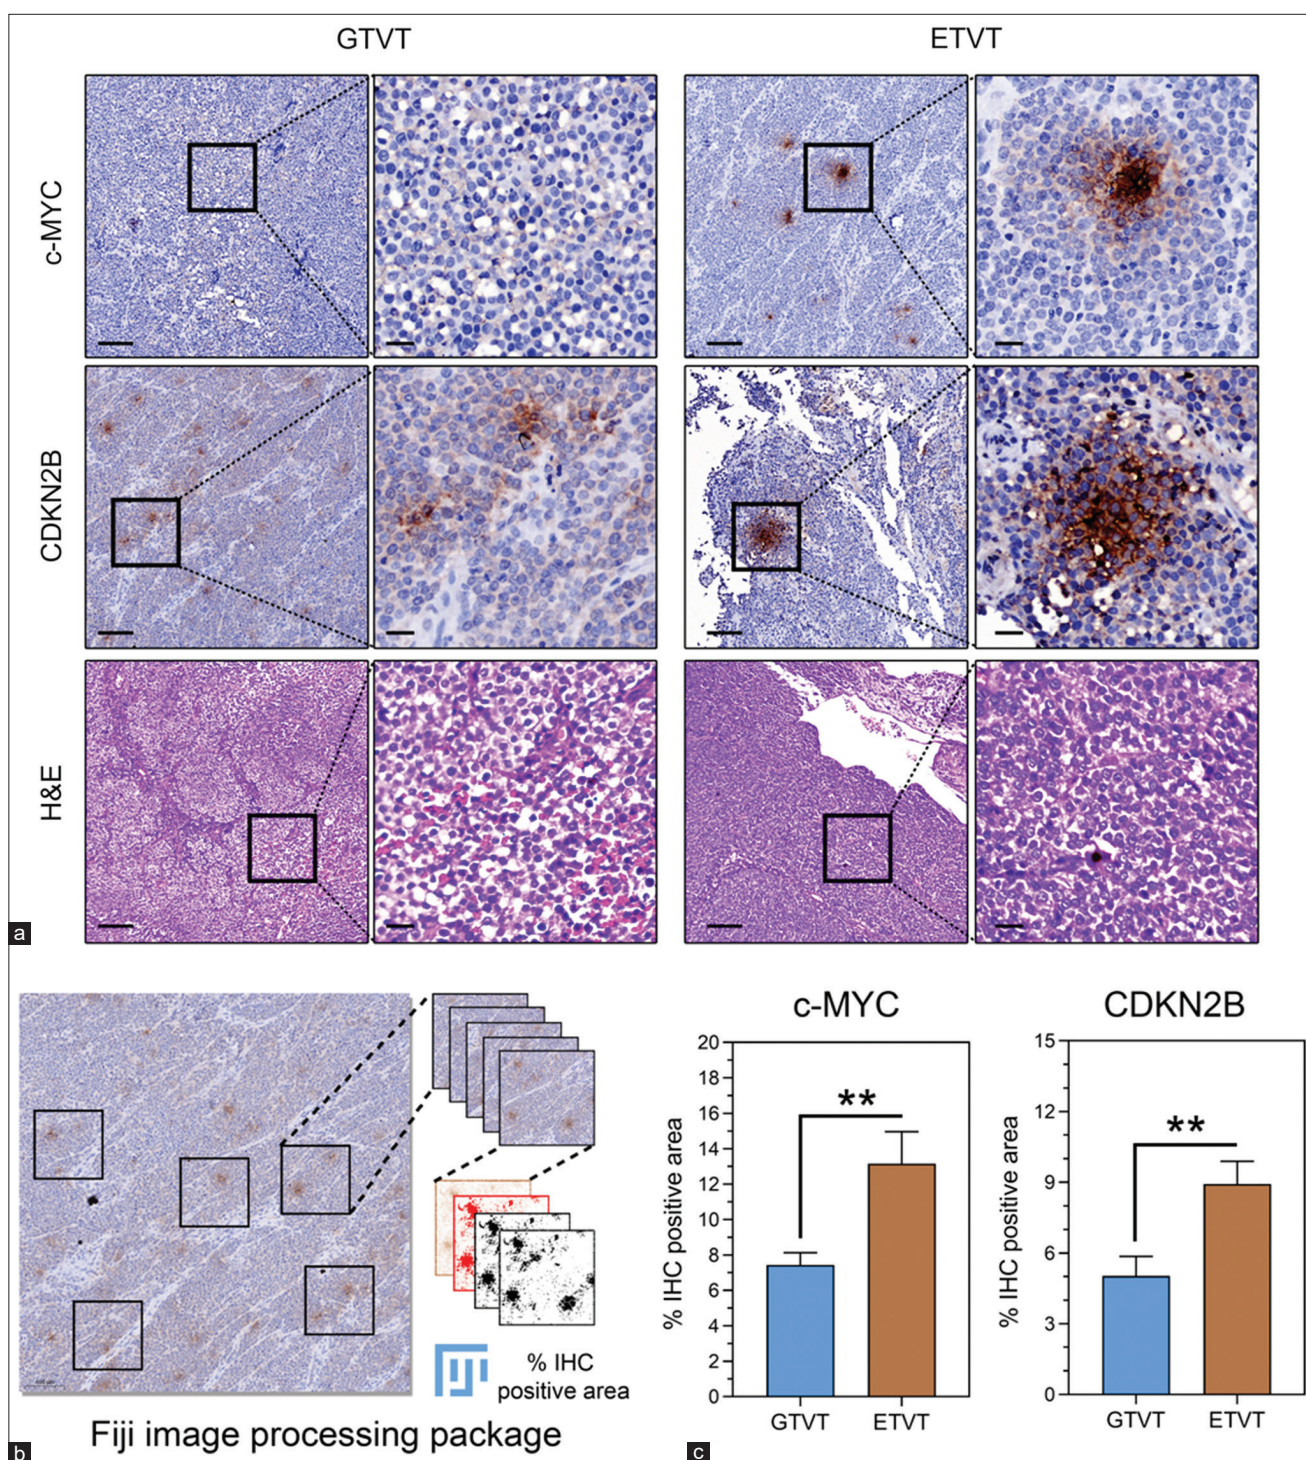 GTVT ETVT
c-MYC
CDKN2B
H&E
a
% IHC
positive area
Fiji image processing package
b
c-MYC
% IHC positive area
20
18
16
14
12
10
8
6
4
2
0
**
GTVT ETVT
CDKN2B
% IHC positive area
15
12
9
6
3
0
**
GTVT ETVT
c